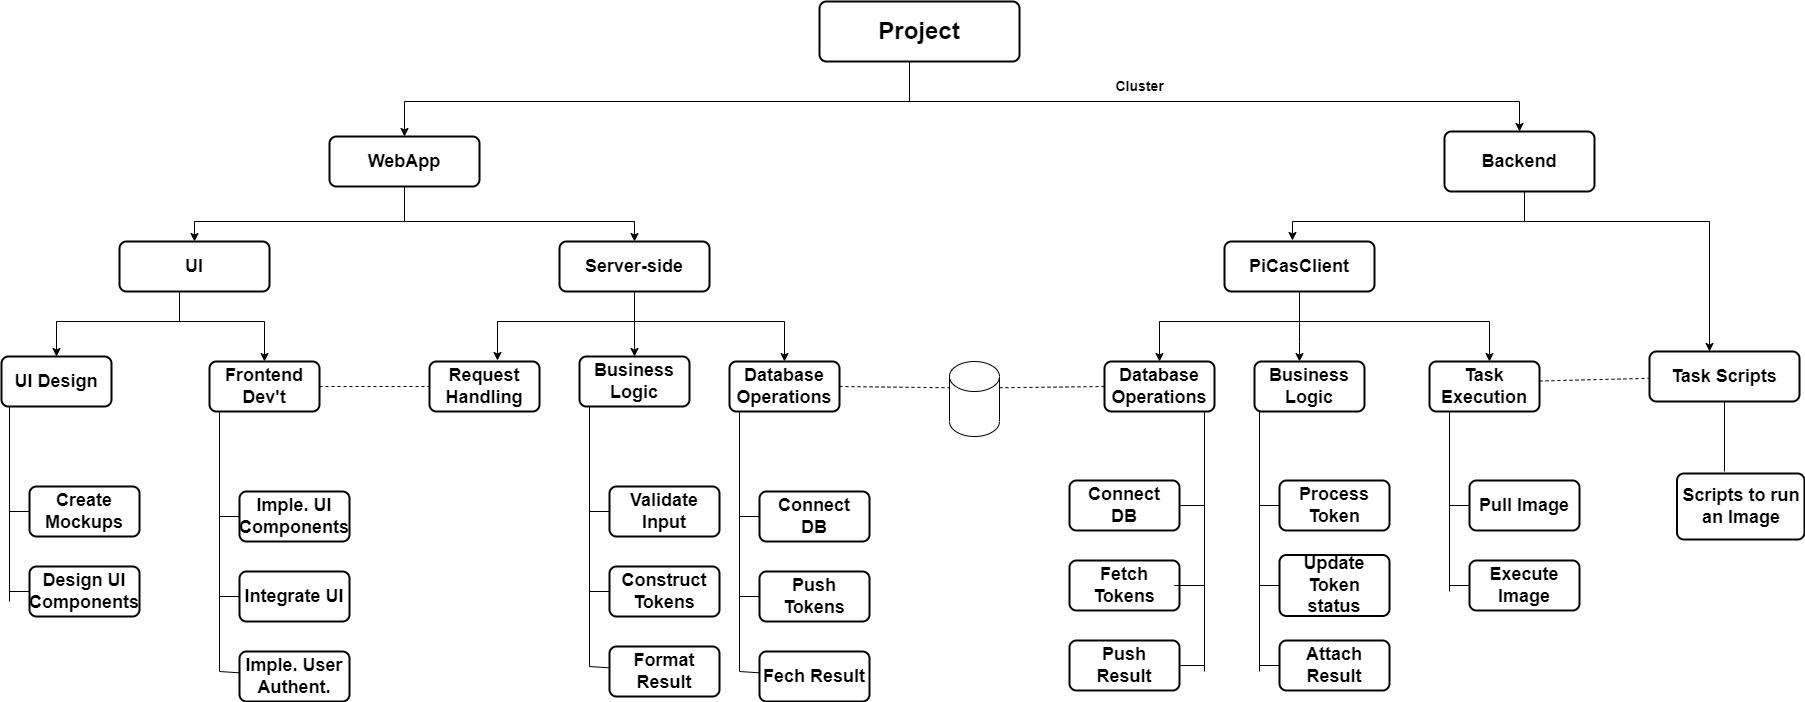 Project
Cluster
WebApp
Backend
UI
Server-side
PiCasClient
UI Design
Frontend
Dev't
Request
Handling
Business
Logic
Database
Operations
Database
Operations
Business
Logic
Task
Execution
Task Scripts
Create
Mockups
Imple. UI
Components
Validate
Input
Connect
DB
Connect
DB
Process
Token
Pull Image
Scripts to run
an Image
Design UI
Components
Integrate UI
Construct
Tokens
Push
Tokens
Fetch
Tokens
Update
Token
status
Execute
Image
Imple. User
Authent.
Format
Result
Fech Result
Push
Result
Attach
Result